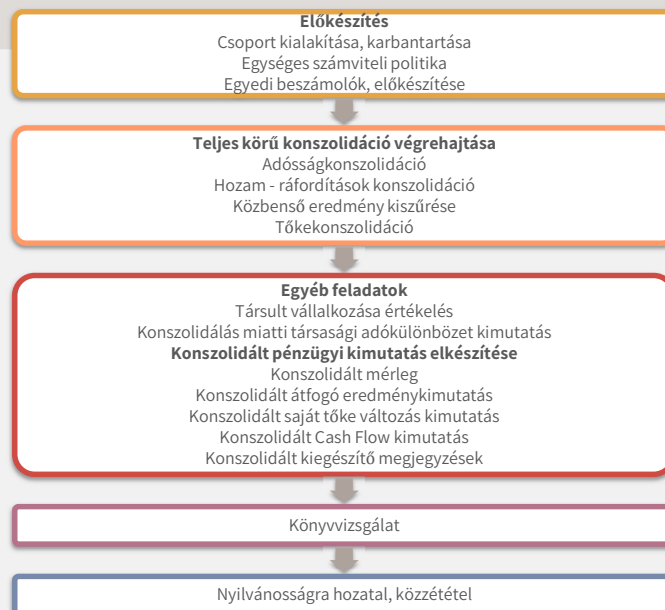 Előkészítés
Csoport kialakítása, karbantartása
Egységes számviteli politika
Egyedi beszámolók, előkészítése
Teljes körű konszolidáció végrehajtása
Adósságkonszolidáció
Hozam - ráfordítások konszolidáció
Közbenső eredmény kiszűrése
Tőkekonszolidáció
Egyéb feladatok
Társult vállalkozása értékelés
Konszolidálás miatti társasági adókülönbözet kimutatás
Konszolidált pénzügyi kimutatás elkészítése
Konszolidált mérleg
Konszolidált átfogó eredménykimutatás
Konszolidált saját tőke változás kimutatás
Konszolidált Cash Flow kimutatás
Konszolidált kiegészítő megjegyzések
Könyvvizsgálat
Nyilvánosságra hozatal, közzététel